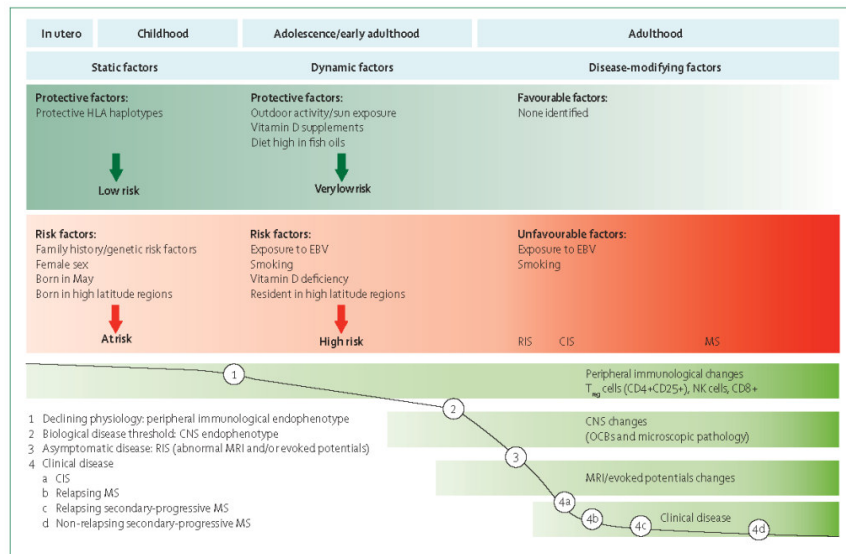 In utero
Childhood
Adolescence/early adulthood
Adulthood
Static factors
Dynamic factors
Disease-modifying factors
Protective factors:
Protective HLA haplotypes
Low risk
Protective factors:
Outdoor activity/sun exposure
Vitamin D supplements
Diet high in fish oils
Very low risk
Favourable factors:
None identified
Risk factors:
Family history/genetic risk factors
Female sex
Born in May
Born in high latitude regions
At risk
Risk factors:
Exposure to EBV
Smoking
Vitamin D deficiency
Resident in high latitude regions
High risk
Unfavourable factors:
Exposure to EBV
Smoking
RIS
CIS
MS
1
2
3
4a
4b
4c
4d
Peripheral immunological changes
Treg cells (CD4+CD25+), NK cells, CD8+
CNS changes
(OCBs and microscopic pathology)
MRI/evoked potentials changes
Clinical disease
1 Declining physiology: peripheral immunological endophenotype
2 Biological disease threshold: CNS endophenotype
3 Asymptomatic disease: RIS (abnormal MRI and/or evoked potentials)
4 Clinical disease
a CIS
b Relapsing MS
c Relapsing secondary-progressive MS
d Non-relapsing secondary-progressive MS